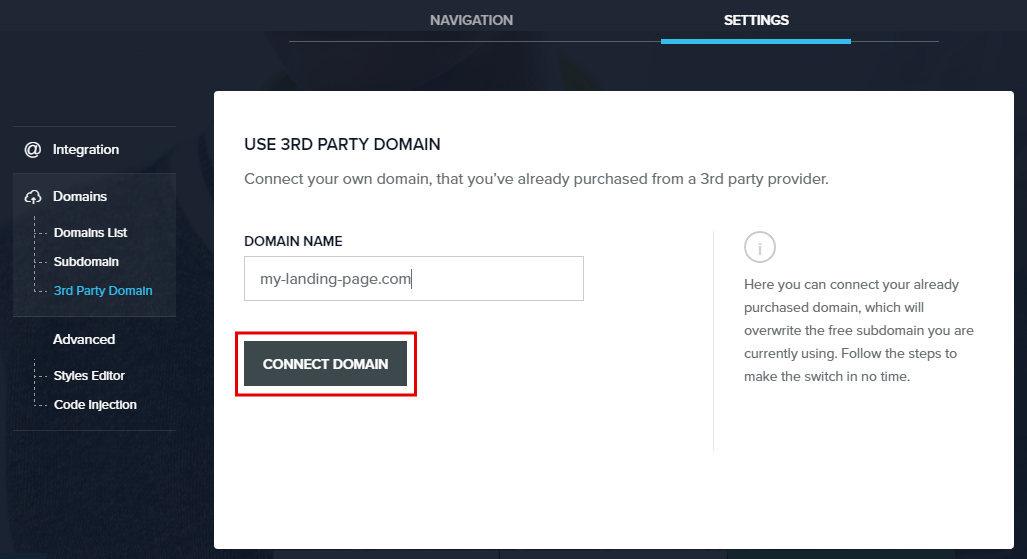 NAVIGATION
SETTINGS
@ Integration
Domains
Domains List
Subdomain
3rd Party Domain
Advanced
Styles Editor
Code Injection
USE 3RD PARTY DOMAIN
Connect your own domain, that you've already purchased from a 3rd party provider.
DOMAIN NAME
my-landing-page.com
CONNECT DOMAIN
i
Here you can connect your already
purchased domain, which will
overwrite the free subdomain you are
currently using. Follow the steps to
make the switch in no time.